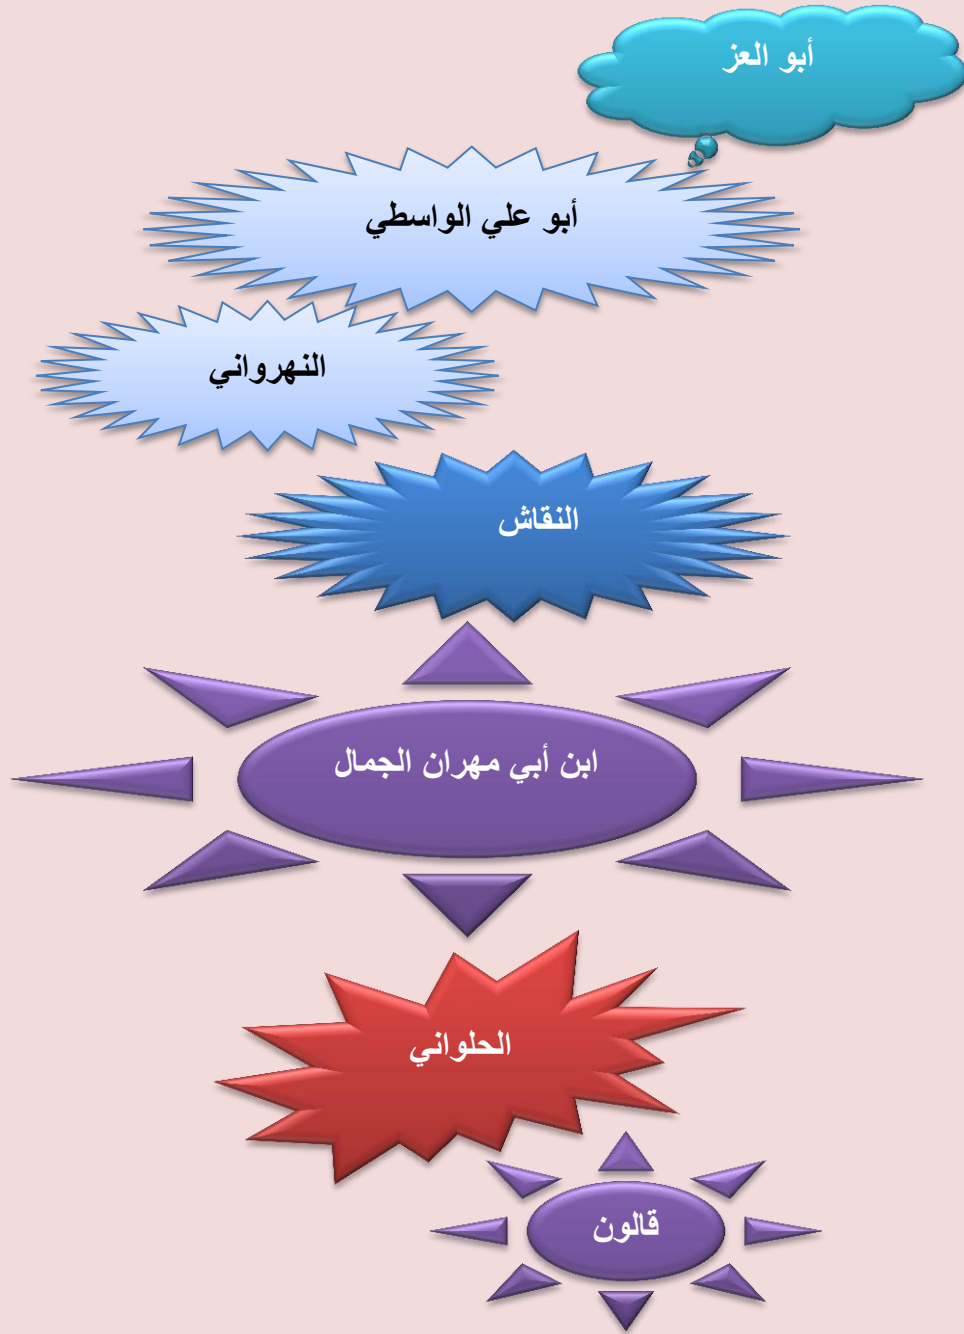 أبو العز
أبو علي الواسطي
النهرواني
النقاش
ابن أبي مهران الجمال
الحلواني
قالون